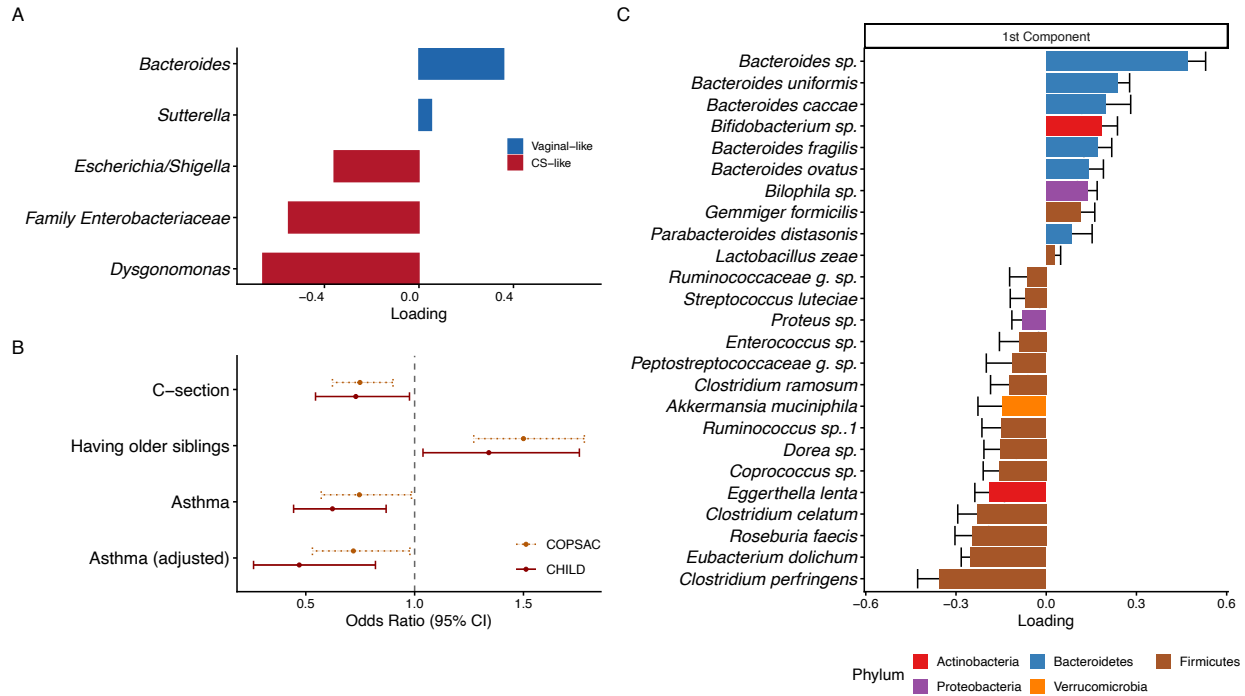 A
Bacteroides
Sutterella
Escherichia/Shigella
Family Enterobacteriaceae
Dysgonomonas
Vaginal−like
CS−like
−0.4
0.0
0.4
Loading
B
C−section
Having older siblings
Asthma
Asthma (adjusted)
COPSAC
CHILD
0.5
1.0
1.5
Odds Ratio (95% CI)
C
1st Component
Bacteroides sp.
Bacteroides uniformis
Bacteroides caccae
Bifidobacterium sp.
Bacteroides fragilis
Bacteroides ovatus
Bilophila sp.
Gemmiger formicilis
Parabacteroides distasonis
Lactobacillus zeae
Ruminococcaceae g. sp.
Streptococcus luteciae
Proteus sp.
Enterococcus sp.
Peptostreptococcaceae g. sp.
Clostridium ramosum
Akkermansia muciniphila
Ruminococcus sp..1
Dorea sp.
Coprococcus sp.
Eggerthella lenta
Clostridium celatum
Roseburia faecis
Eubacterium dolichum
Clostridium perfringens
−0.6
−0.3
0.0
0.3
0.6
Loading
Phylum
Actinobacteria
Bacteroidetes
Firmicutes
Proteobacteria
Verrucomicrobia